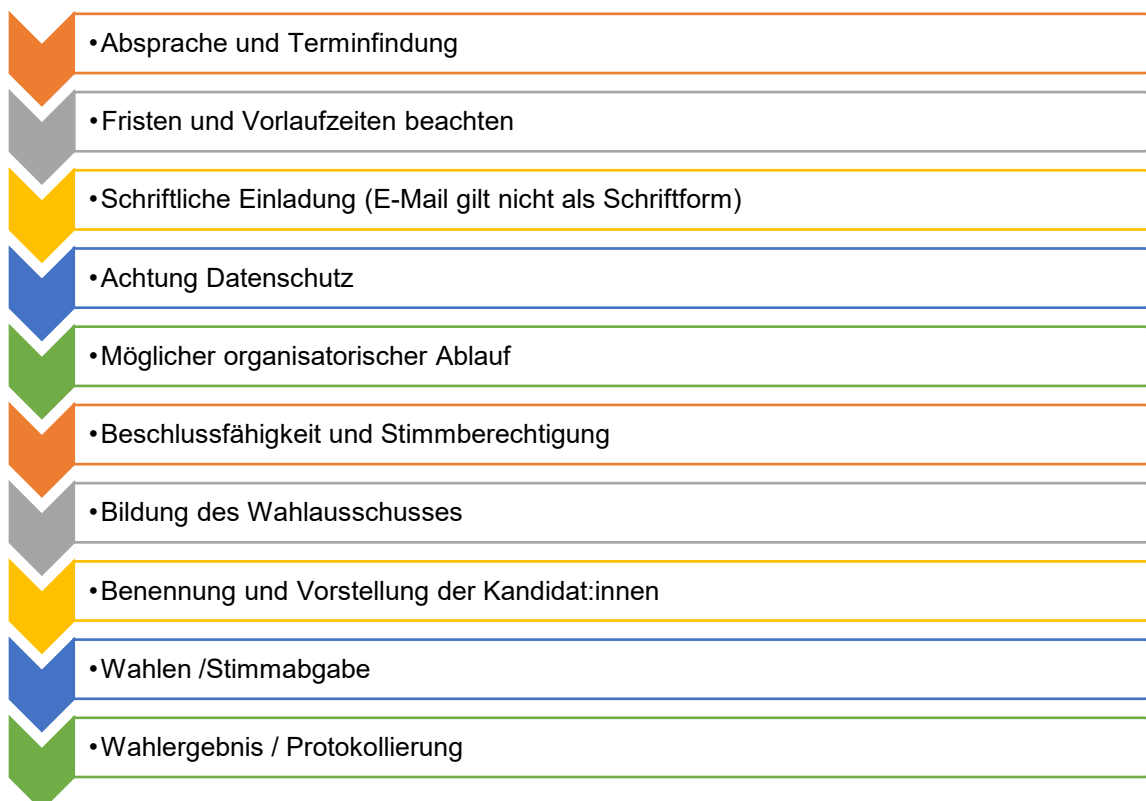 •Absprache und Terminfindung
•Fristen und Vorlaufzeiten beachten
•Schriftliche Einladung (E-Mail gilt nicht als Schriftform)
•Achtung Datenschutz
•Möglicher organisatorischer Ablauf
•Beschlussfähigkeit und Stimmberechtigung
•Bildung des Wahlausschusses
•Benennung und Vorstellung der Kandidat:innen
•Wahlen /Stimmabgabe
•Wahlergebnis / Protokollierung